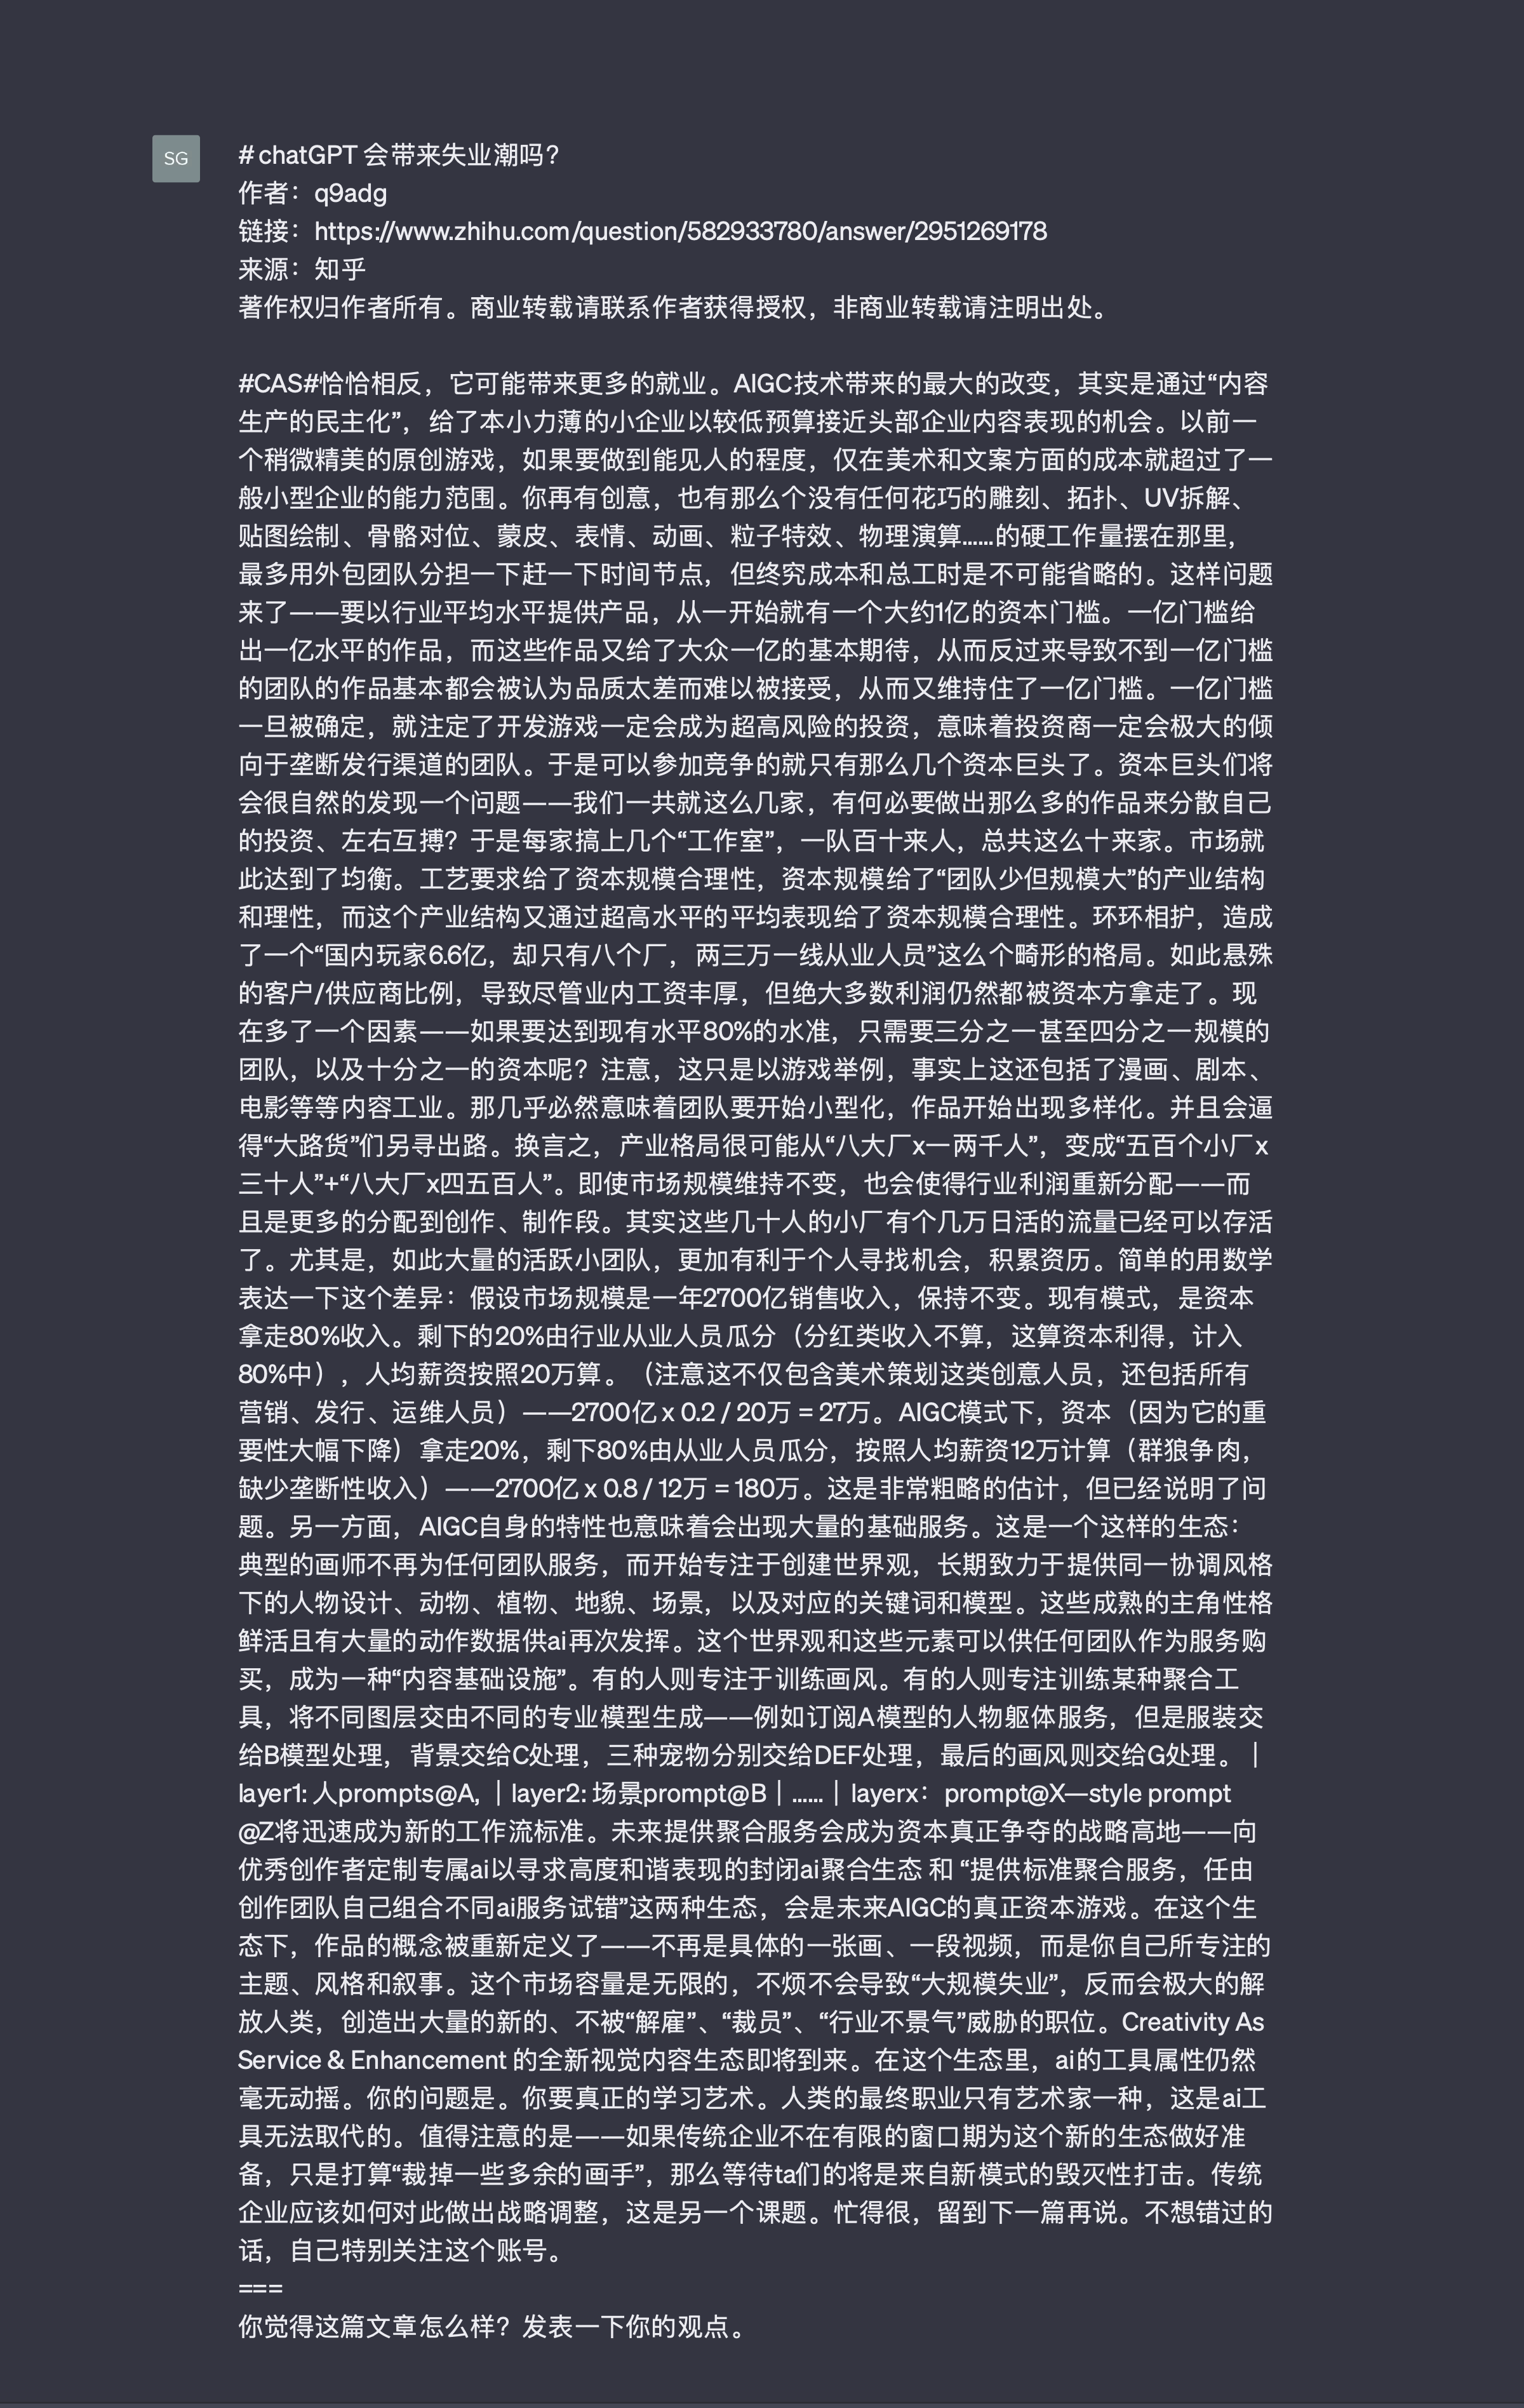 SG
# chatGPT 会带来失业潮吗？
作者：q9adg
链接：https://www.zhihu.com/question/582933780/answer/2951269178
来源：知乎
著作权归作者所有。商业转载请联系作者获得授权，非商业转载请注明出处。
#CAS#恰恰相反，它可能带来更多的就业。AIGC技术带来的最大的改变，其实是通过“内容
生产的民主化”，给了本小力薄的小企业以较低预算接近头部企业内容表现的机会。以前一
个稍微精美的原创游戏，如果要做到能见人的程度，仅在美术和文案方面的成本就超过了一
般小型企业的能力范围。你再有创意，也有那么个没有任何花巧的雕刻、拓扑、UV拆解、
贴图绘制、骨骼对位、蒙皮、表情、动画、粒子特效、物理演算……的硬工作量摆在那里，
最多用外包团队分担一下赶一下时间节点，但终究成本和总工时是不可能省略的。这样问题
来了——要以行业平均水平提供产品，从一开始就有一个大约1亿的资本门槛。一亿门槛给
出一亿水平的作品，而这些作品又给了大众一亿的基本期待，从而反过来导致不到一亿门槛
的团队的作品基本都会被认为品质太差而难以被接受，从而又维持住了一亿门槛。一亿门槛
一旦被确定，就注定了开发游戏一定会成为超高风险的投资，意味着投资商一定会极大的倾
向于垄断发行渠道的团队。于是可以参加竞争的就只有那么几个资本巨头了。资本巨头们将
会很自然的发现一个问题——我们一共就这么几家，有何必要做出那么多的作品来分散自己
的投资、左右互搏？于是每家搞上几个“工作室”，一队百十来人，总共这么十来家。市场就
此达到了均衡。工艺要求给了资本规模合理性，资本规模给了“团队少但规模大”的产业结构
和理性，而这个产业结构又通过超高水平的平均表现给了资本规模合理性。环环相护，造成
了一个“国内玩家6.6亿，却只有八个厂，两三万一线从业人员”这么个畸形的格局。如此悬殊
的客户/供应商比例，导致尽管业内工资丰厚，但绝大多数利润仍然都被资本方拿走了。现
在多了一个因素——如果要达到现有水平80%的水准，只需要三分之一甚至四分之一规模的
团队，以及十分之一的资本呢？注意，这只是以游戏举例，事实上这还包括了漫画、剧本、
电影等等内容工业。那几乎必然意味着团队要开始小型化，作品开始出现多样化。并且会逼
得“大路货”们另寻出路。换言之，产业格局很可能从“八大厂x一两千人”，变成“五百个小厂x
三十人”+“八大厂x四五百人”。即使市场规模维持不变，也会使得行业利润重新分配——而
且是更多的分配到创作、制作段。其实这些几十人的小厂有个几万日活的流量已经可以存活
了。尤其是，如此大量的活跃小团队，更加有利于个人寻找机会，积累资历。简单的用数学
表达一下这个差异：假设市场规模是一年2700亿销售收入，保持不变。现有模式，是资本
拿走80%收入。剩下的20%由行业从业人员瓜分（分红类收入不算，这算资本利得，计入
80%中），人均薪资按照20万算。（注意这不仅包含美术策划这类创意人员，还包括所有
营销、发行、运维人员）——2700亿 x 0.2 / 20万 = 27万。AIGC模式下，资本（因为它的重
要性大幅下降）拿走20%，剩下80%由从业人员瓜分，按照人均薪资12万计算（群狼争肉，
缺少垄断性收入）——2700亿 x 0.8 / 12万 = 180万。这是非常粗略的估计，但已经说明了问
题。另一方面，AIGC自身的特性也意味着会出现大量的基础服务。这是一个这样的生态：
典型的画师不再为任何团队服务，而开始专注于创建世界观，长期致力于提供同一协调风格
下的人物设计、动物、植物、地貌、场景，以及对应的关键词和模型。这些成熟的主角性格
鲜活且有大量的动作数据供ai再次发挥。这个世界观和这些元素可以供任何团队作为服务购
买，成为一种“内容基础设施”。有的人则专注于训练画风。有的人则专注训练某种聚合工
具，将不同图层交由不同的专业模型生成——例如订阅A模型的人物躯体服务，但是服装交
给B模型处理，背景交给C处理，三种宠物分别交给DEF处理，最后的画风则交给G处理。｜
layer1: 人prompts@A,｜layer2: 场景prompt@B｜……｜layerx：prompt@X—style prompt
@Z将迅速成为新的工作流标准。未来提供聚合服务会成为资本真正争夺的战略高地——向
优秀创作者定制专属ai以寻求高度和谐表现的封闭ai聚合生态 和 “提供标准聚合服务，任由
创作团队自己组合不同ai服务试错”这两种生态，会是未来AIGC的真正资本游戏。在这个生
态下，作品的概念被重新定义了——不再是具体的一张画、一段视频，而是你自己所专注的
主题、风格和叙事。这个市场容量是无限的，不烦不会导致“大规模失业”，反而会极大的解
放人类，创造出大量的新的、不被“解雇”、“裁员”、“行业不景气”威胁的职位。Creativity As
Service & Enhancement 的全新视觉内容生态即将到来。在这个生态里，ai的工具属性仍然
毫无动摇。你的问题是。你要真正的学习艺术。人类的最终职业只有艺术家一种，这是ai工
具无法取代的。值得注意的是——如果传统企业不在有限的窗口期为这个新的生态做好准
备，只是打算“裁掉一些多余的画手”，那么等待ta们的将是来自新模式的毁灭性打击。传统
企业应该如何对此做出战略调整，这是另一个课题。忙得很，留到下一篇再说。不想错过的
话，自己特别关注这个账号。
===
你觉得这篇文章怎么样？发表一下你的观点。